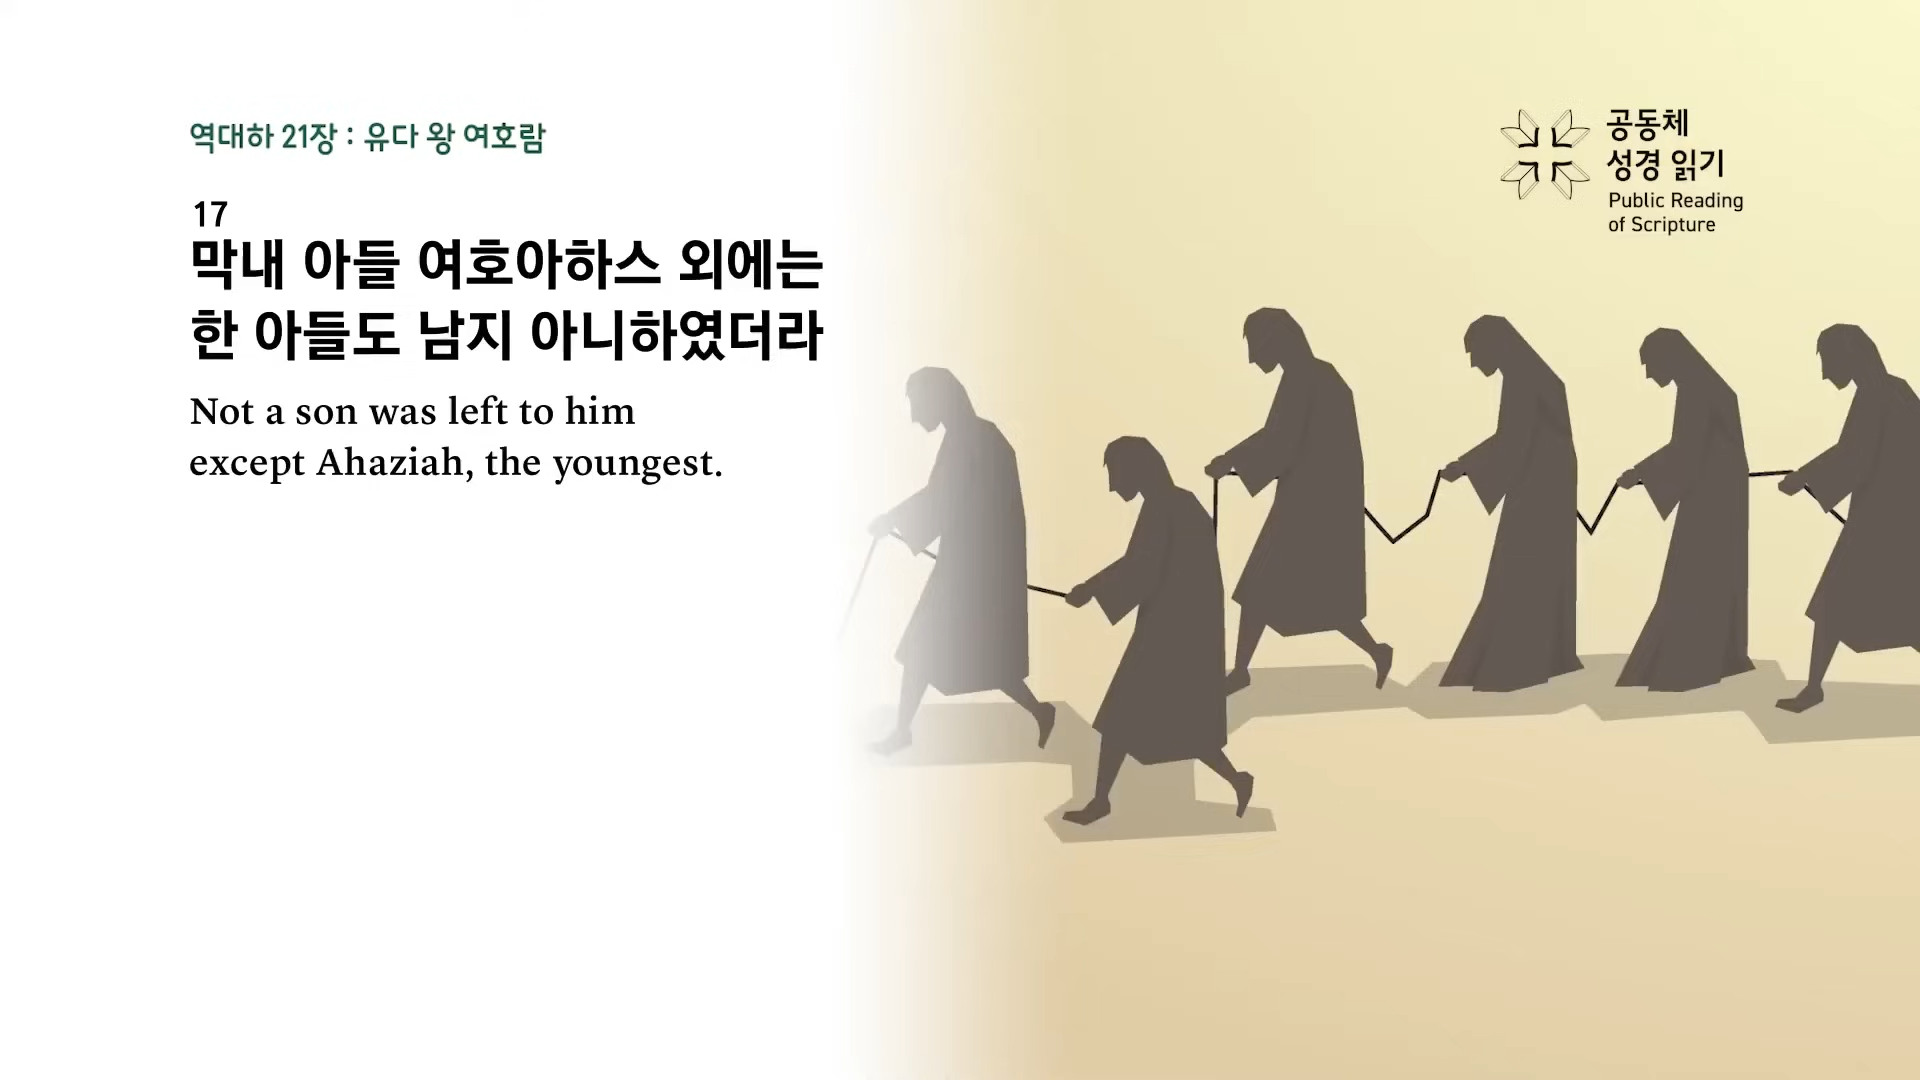 역대하 21장 : 유다 왕 여호람
17
막내 아들 여호아하스 외에는
한 아들도 남지 아니하였더라
Not a son was left to him
except Ahaziah, the youngest.
공동체
성경 읽기
Public Reading
of Scripture